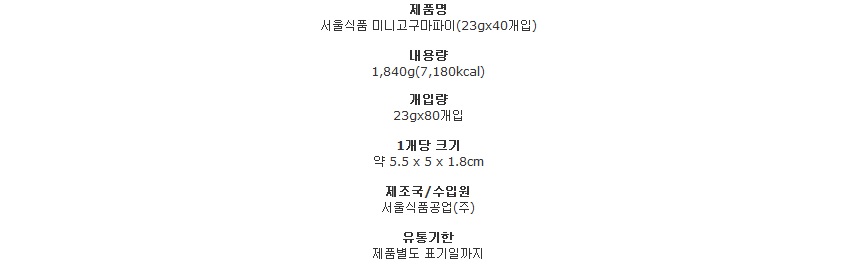 제품명
서울식품 미니고구마파이(23gx40개입)
내용량
1,840g(7,180kcal)
개입량
23gx80개입
1개당 크기
약 5.5 x 5 x 1.8cm
제조국/수입원
서울식품공업(주)
유통기한
제품별도 표기일까지